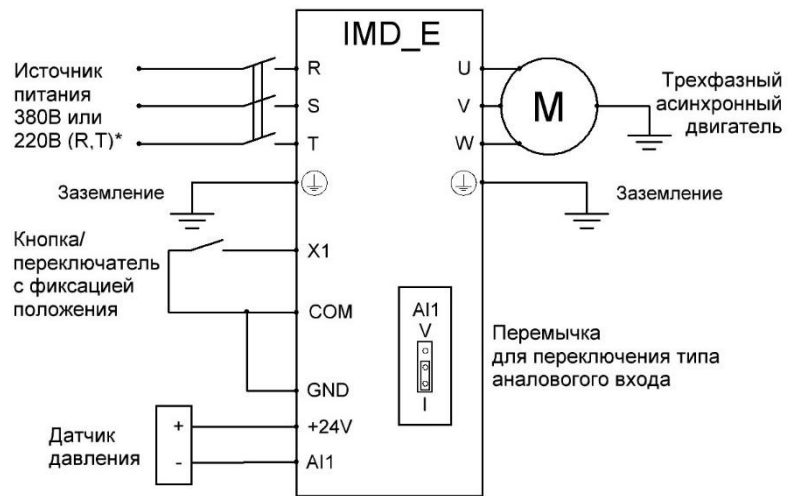 IMD_E
Источник
питания
380В или
220В (R,T)*
R
S
T
U
V
W
M
Трехфазный
асинхронный
двигатель
Заземление
Заземление
Кнопка/
переключатель
с фиксацией
положения
X1
COM
GND
+24V
AI1
AI1
V
I
Перемычка
для переключения типа
аналового входа
Датчик
давления
+
-